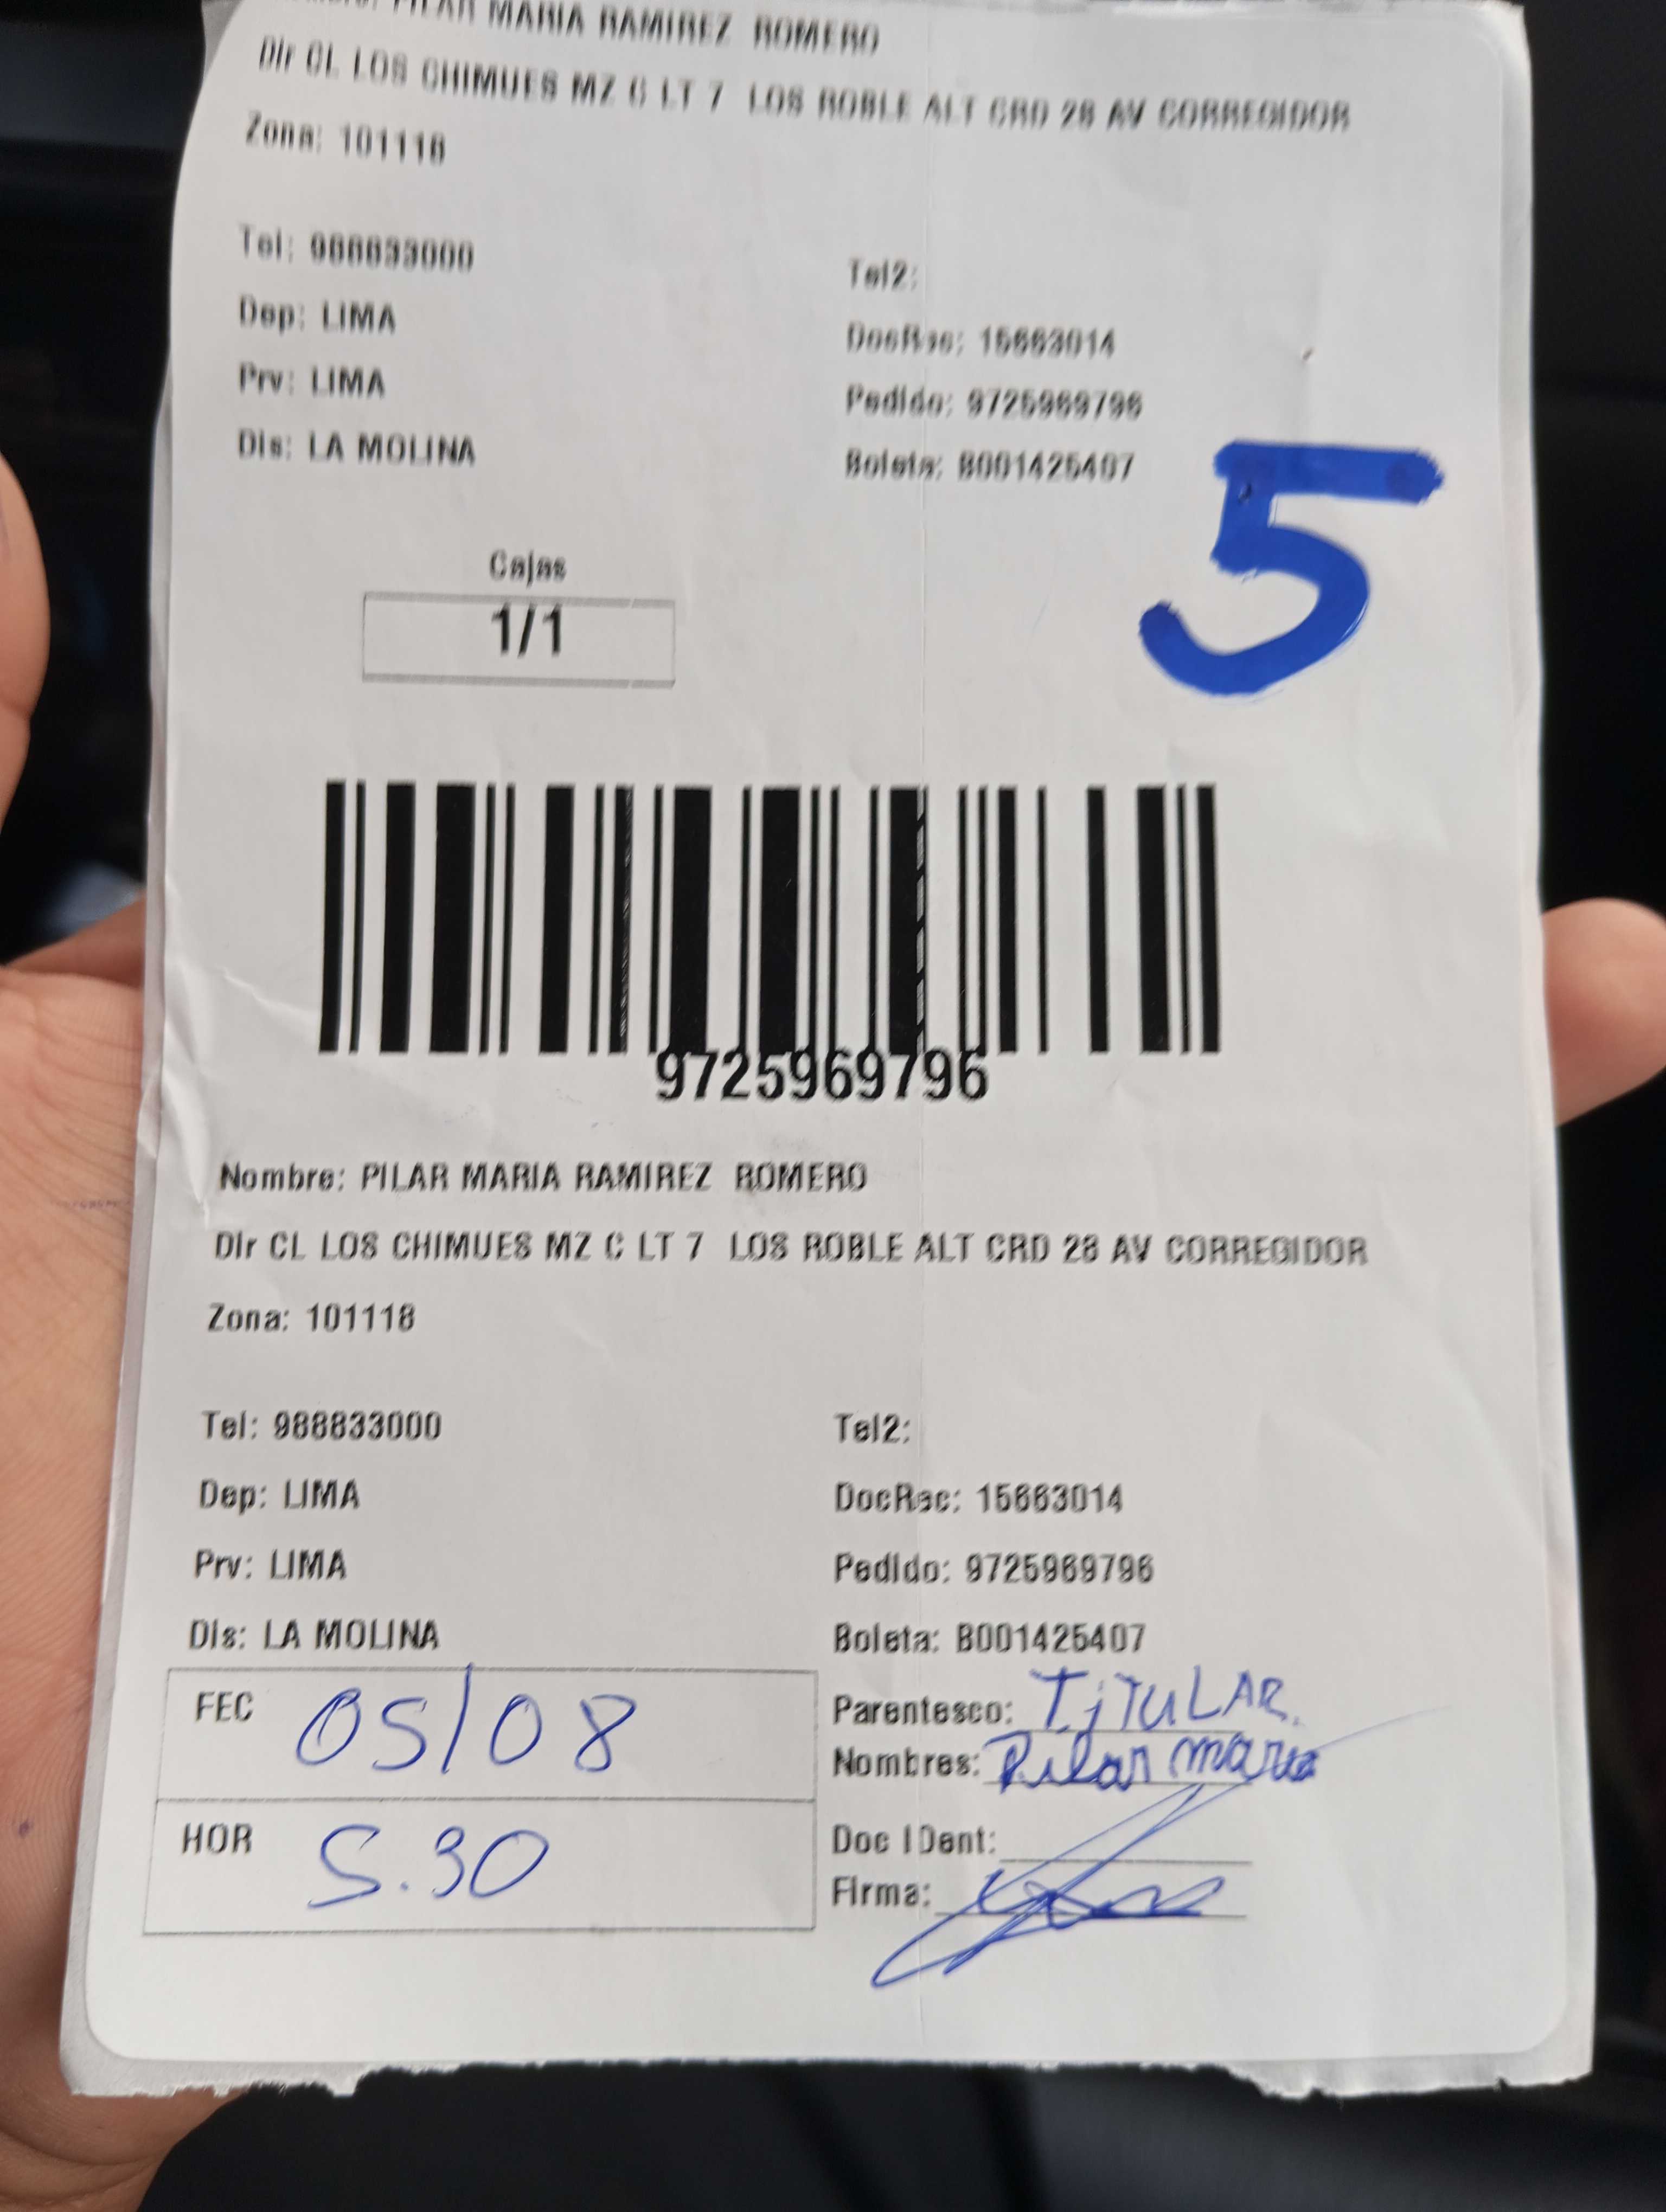 PILAR MARIA RAMIREZ ROMERO
Dir CL LOS CHIMUES MZ C LT 7 LOS ROBLE ALT CRD 28 AV CORREGIDOR
Zona: 101118
Tel: 988833000 Tel2:
Dep: LIMA DocRec: 15663014
Prv: LIMA Pedido: 9725969796
Dis: LA MOLINA Boleta: B001425407
5
Cajas
1/1
9725969796
Nombre: PILAR MARIA RAMIREZ ROMERO
Dir CL LOS CHIMUES MZ C LT 7 LOS ROBLE ALT CRD 28 AV CORREGIDOR
Zona: 101118
Tel: 988833000 Tel2:
Dep: LIMA DocRec: 15663014
Prv: LIMA Pedido: 9725969796
Dis: LA MOLINA Boleta: B001425407
FEC 05/08 Parentesco: TiTULAR.
Nombres: Pilar maria
HOR 5.30 Doc IDent:
Firma: